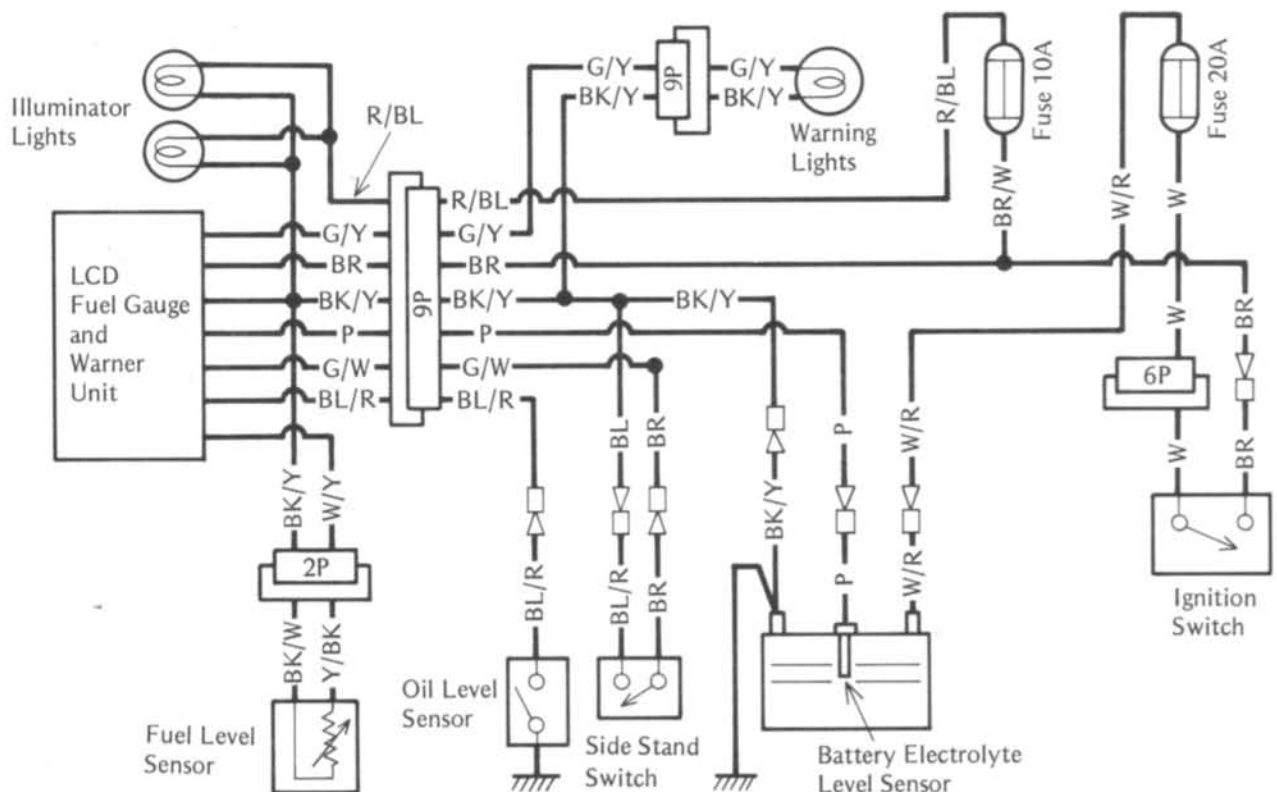 Illuminator
Lights
R/BL
G/Y
BK/Y
9P
G/Y
BK/Y
Warning
Lights
R/BL
Fuse 10A
BR/W
W/R
Fuse 20A
W
LCD
Fuel Gauge
and
Warner
Unit
G/Y
BR
BK/Y
P
G/W
BL/R
9P
R/BL
G/Y
BR
BK/Y
P
G/W
BL/R
BK/Y
W
BR
6P
W
BR
Ignition
Switch
BK/Y
W/Y
2P
BK/W
Y/BK
Fuel Level
Sensor
BL/R
Oil Level
Sensor
BL
BR
BL/R
BR
Side Stand
Switch
BK/Y
P
P
W/R
W/R
Battery Electrolyte
Level Sensor